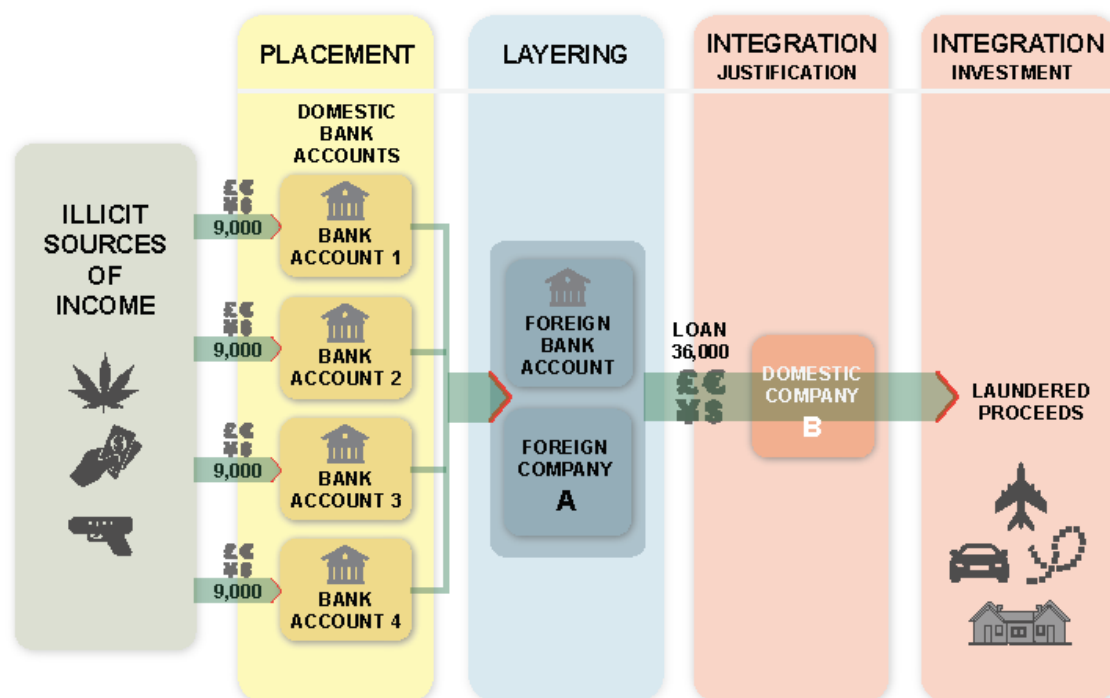 PLACEMENT
LAYERING
INTEGRATION
JUSTIFICATION
INTEGRATION
INVESTMENT
DOMESTIC
BANK
ACCOUNTS
ILLICIT
SOURCES
OF
INCOME
£ €
¥ $
9,000
BANK
ACCOUNT 1
£ €
¥ $
9,000
BANK
ACCOUNT 2
£ €
¥ $
9,000
BANK
ACCOUNT 3
£ €
¥ $
9,000
BANK
ACCOUNT 4
FOREIGN
BANK
ACCOUNT
FOREIGN
COMPANY
A
LOAN
36,000
£ €
¥ $
DOMESTIC
COMPANY
B
LAUNDERED
PROCEEDS